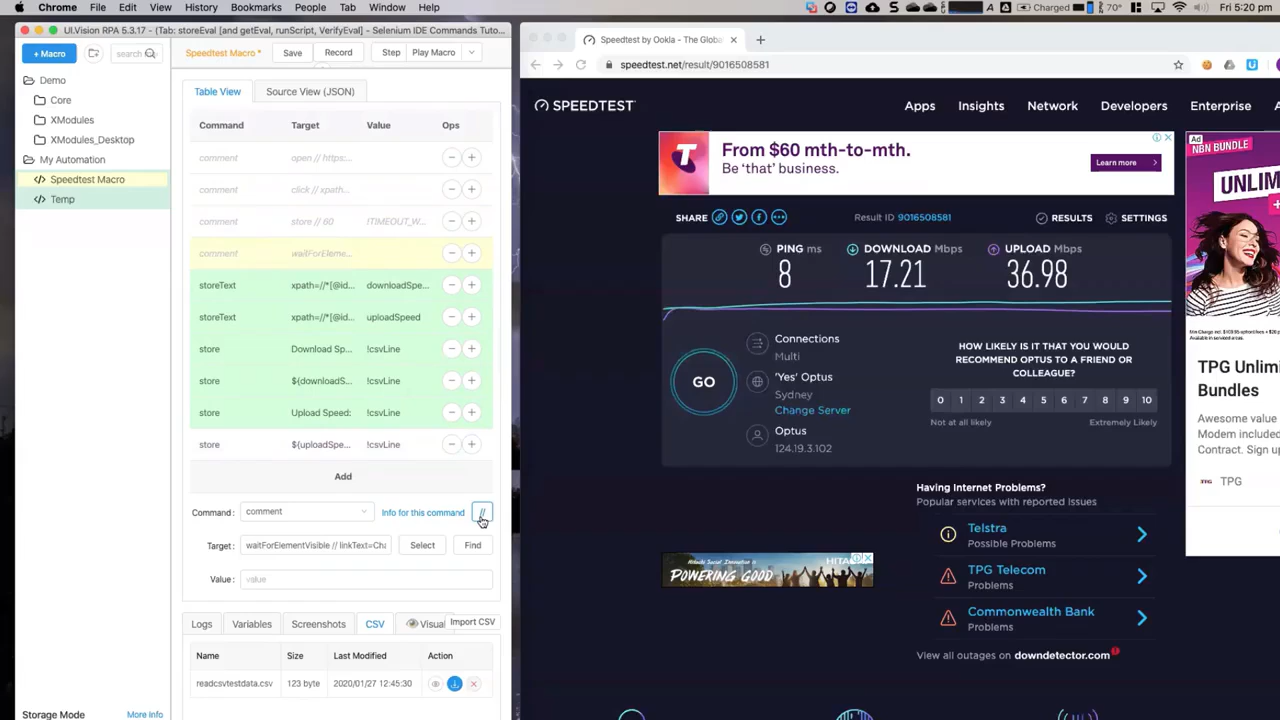 Chrome File Edit View History Bookmarks People Tab Window Help
A Charged 70° Fri 5:20 pm
UI.Vision RPA 5.3.17 - (Tab: storeEval [and getEval, runScript, VerifyEval] - Selenium IDE Commands Tuto...
+ Macro
search
Demo
Core
XModules
XModules_Desktop
My Automation
Speedtest Macro
Temp
Storage Mode More Info
Speedtest Macro * Save Record Step Play Macro
Table View Source View (JSON)
Command Target Value Ops
comment open // https:...
comment click // xpath...
comment store // 60 !TIMEOUT_W...
comment waitForEleme...
storeText xpath=//*[@id... downloadSpe...
storeText xpath=//*[@id... uploadSpeed
store Download Sp... !csvLine
store ${downloadS... !csvLine
store Upload Speed: !csvLine
store ${uploadSpe... !csvLine
Add
Command: comment Info for this command //
Target: waitForElementVisible // linkText=Cha Select Find
Value: value
Logs Variables Screenshots CSV Visual Import CSV
Name Size Last Modified Action
readcsvtestdata.csv 123 byte 2020/01/27 12:45:30
Speedtest by Ookla - The Globa
speedtest.net/result/9016508581
SPEEDTEST
Apps Insights Network Developers Enterprise A
T From $60 mth-to-mth.
Be 'that' business.
Learn more
SHARE Result ID 9016508581 RESULTS SETTINGS
PING ms DOWNLOAD Mbps UPLOAD Mbps
8 17.21 36.98
Connections
Multi
'Yes' Optus
Sydney
Change Server
Optus
124.19.3.102
GO
HOW LIKELY IS IT THAT YOU WOULD
RECOMMEND OPTUS TO A FRIEND OR
COLLEAGUE?
0 1 2 3 4 5 6 7 8 9 10
Not at all likely Extremely Likely
Having Internet Problems?
Popular services with reported issues
Telstra
Possible Problems
TPG Telecom
Problems
Commonwealth Bank
Problems
View all outages on downdetector.com
HITACHI
POWERING GOOD
Ad
NBN BUNDLE
UNLIM
TPG Unlimi
Bundles
Awesome value
Modem included
Contract. Sign up
TPG